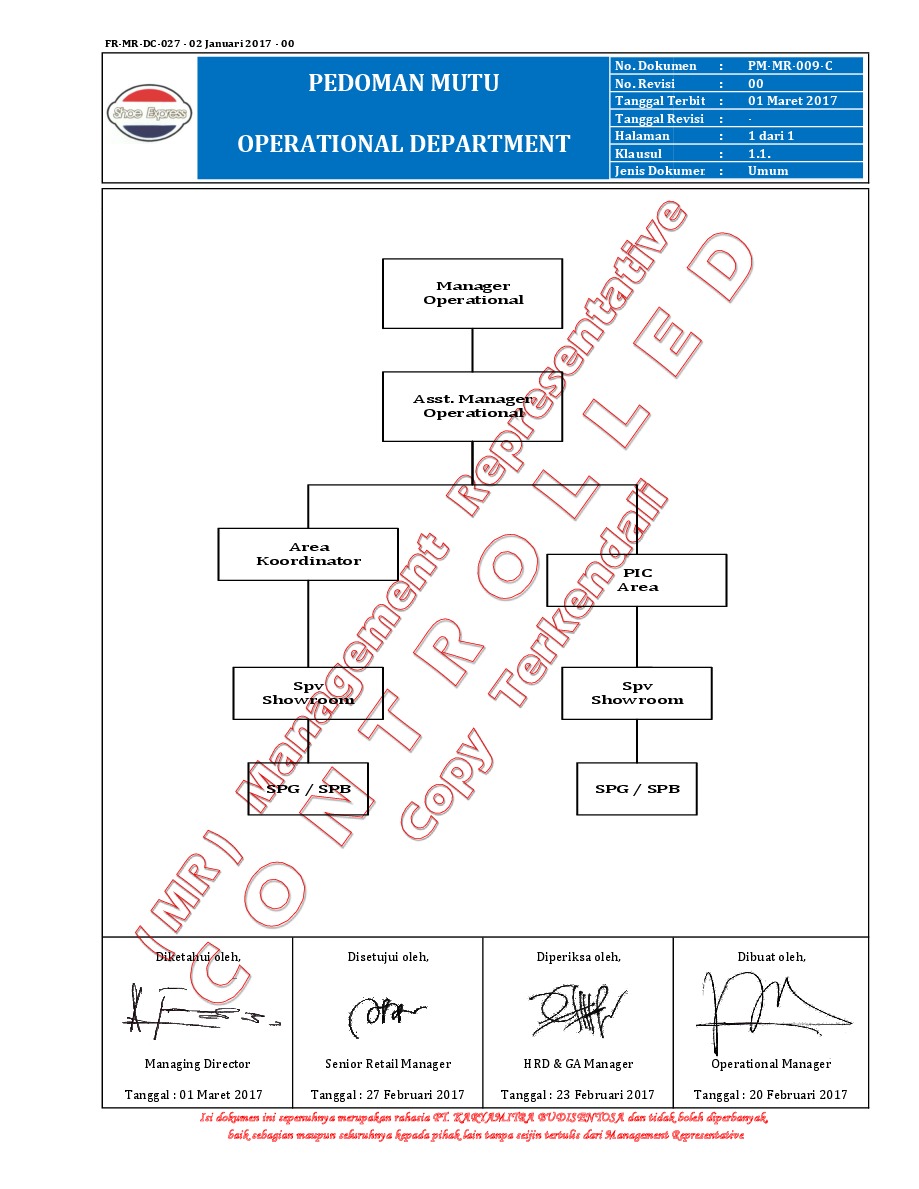 FR-MR-DC-027 - 02 Januari 2017 - 00
Shoe Express
PEDOMAN MUTU
OPERATIONAL DEPARTMENT
No. Dokumen : PM-MR-009-C
No. Revisi : 00
Tanggal Terbit : 01 Maret 2017
Tanggal Revisi : -
Halaman : 1 dari 1
Klausul : 1.1.
Jenis Dokumer : Umum
Manager
Operational
Asst. Manager
Operational
Area
Koordinator
PIC
Area
Spv
Showroom
Spv
Showroom
SPG / SPB
SPG / SPB
( MR ) Management Representative
CONTROLLED
Copy Terkendali
Diketahui oleh,
Managing Director
Tanggal : 01 Maret 2017
Disetujui oleh,
Senior Retail Manager
Tanggal : 27 Februari 2017
Diperiksa oleh,
HRD & GA Manager
Tanggal : 23 Februari 2017
Dibuat oleh,
Operational Manager
Tanggal : 20 Februari 2017
Isi dokumen ini sepenuhnya merupakan rahasia PT. KARYAMITRA BUDISENTOSA dan tidak boleh diperbanyak,
baik sebagian maupun seluruhnya kepada pihak lain tanpa seijin tertulis dari Management Representative